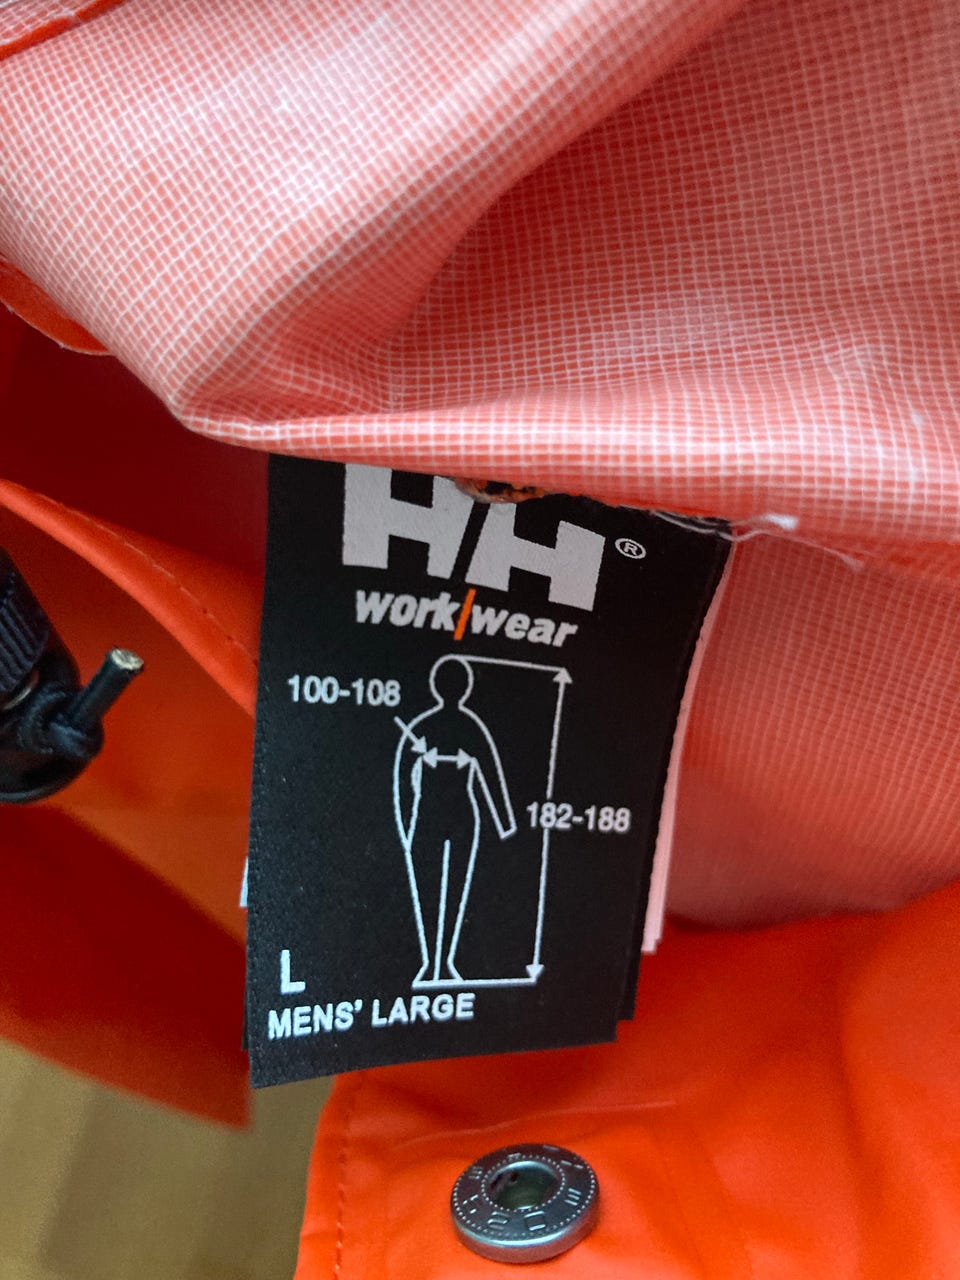 HH®
work/wear
100-108
182-188
L
MENS' LARGE